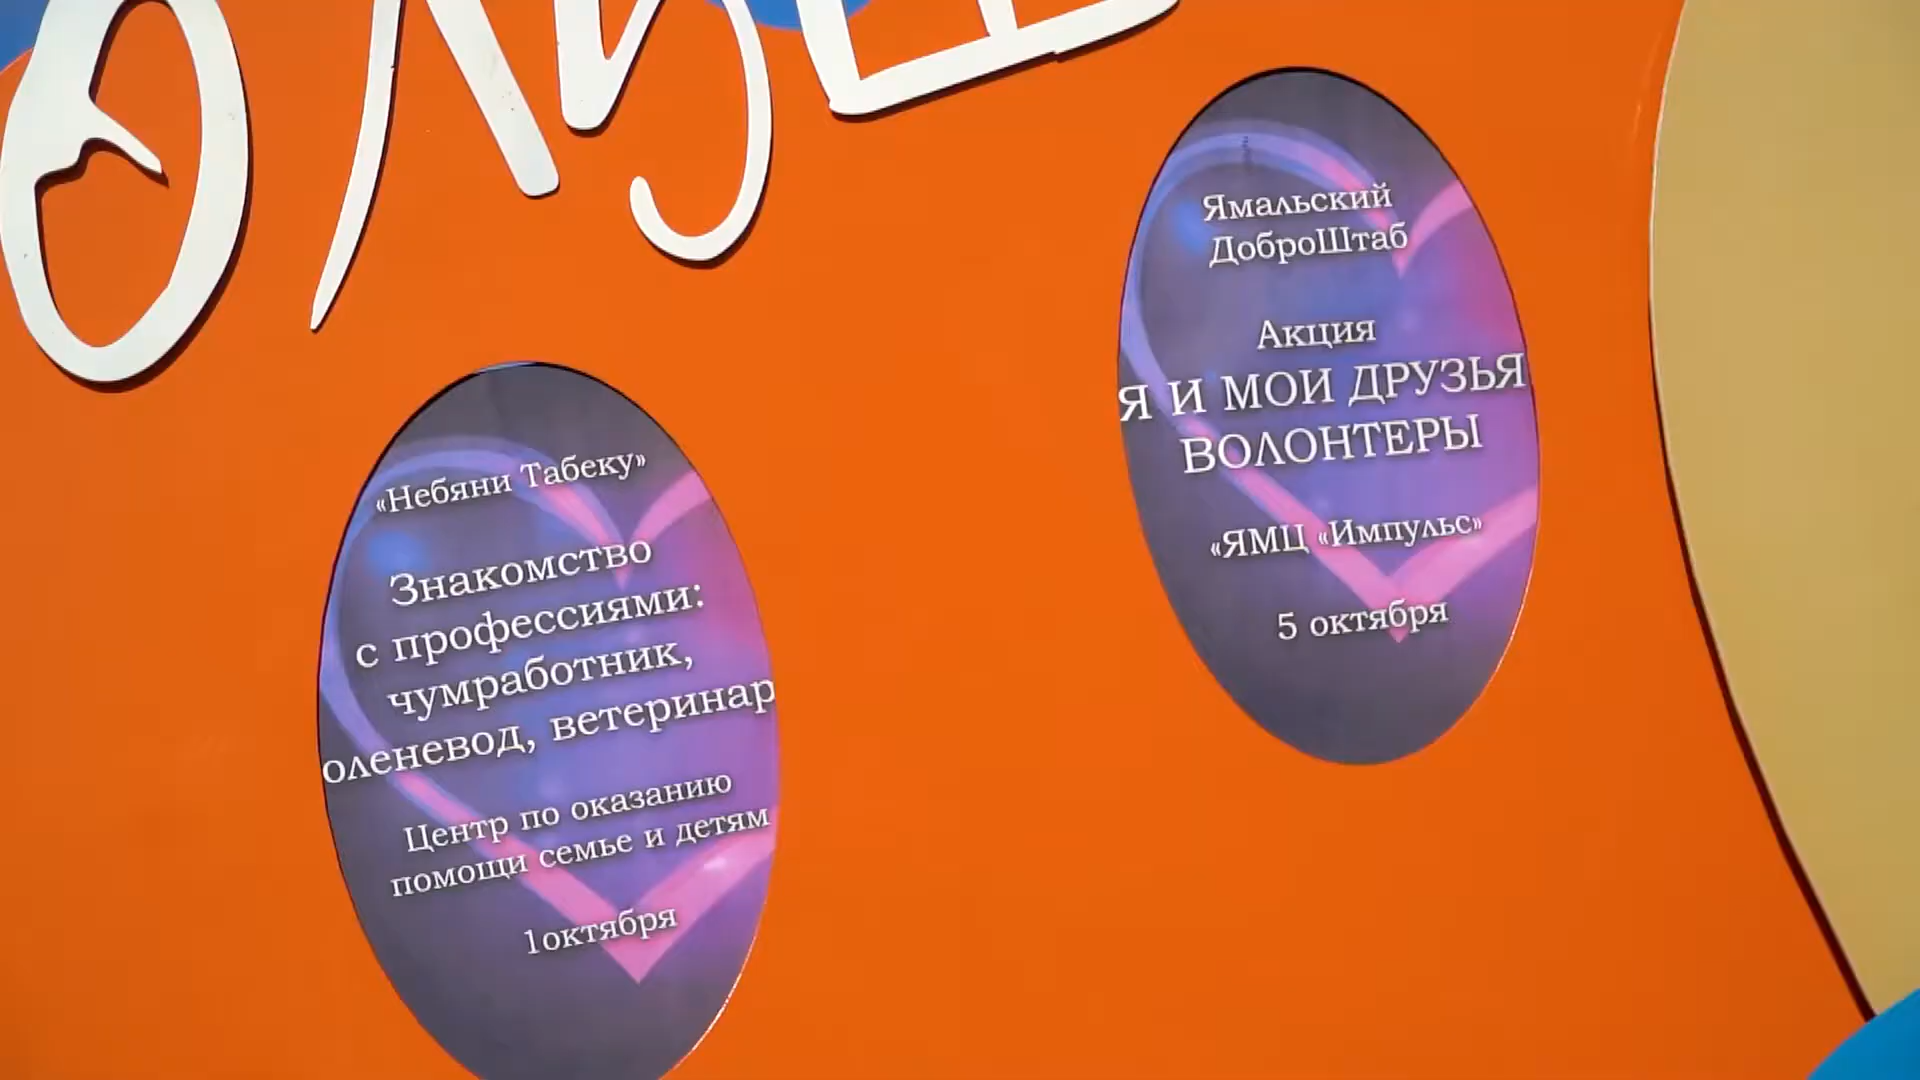 «Небяни Табеку»
Знакомство
с профессиями:
чумработник,
оленевод, ветеринар
Центр по оказанию
помощи семье и детям
1октября
Ямальский
ДоброШтаб
Акция
Я И МОИ ДРУЗЬЯ
ВОЛОНТЕРЫ
«ЯМЦ «Импульс»
5 октября